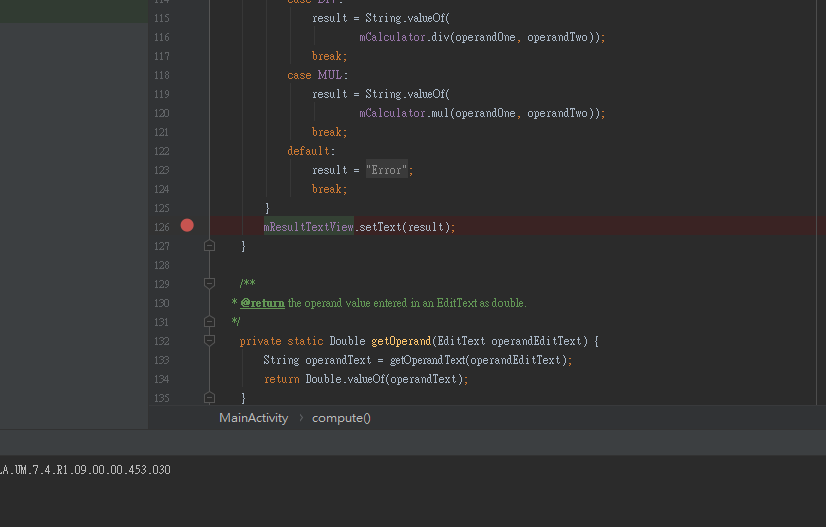 115 result = String.valueOf(
116 mCalculator.div(operandOne, operandTwo));
117 break;
118 case MUL:
119 result = String.valueOf(
120 mCalculator.mul(operandOne, operandTwo));
121 break;
122 default:
123 result = "Error";
124 break;
125 }
126 mResultTextView.setText(result);
127 }
128
129 /**
130 * @return the operand value entered in an EditText as double.
131 */
132 private static Double getOperand(EditText operandEditText) {
133 String operandText = getOperandText(operandEditText);
134 return Double.valueOf(operandText);
135 }
MainActivity > compute()
LA.UM.7.4.R1.09.00.00.453.030